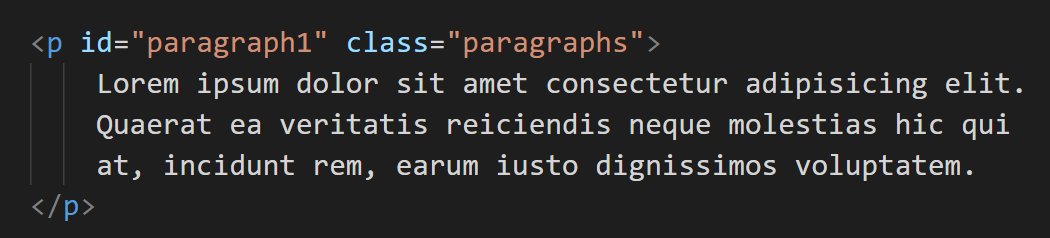 <p id="paragraph1" class="paragraphs">
Lorem ipsum dolor sit amet consectetur adipisicing elit.
Quaerat ea veritatis reiciendis neque molestias hic qui
at, incidunt rem, earum iusto dignissimos voluptatem.
</p>